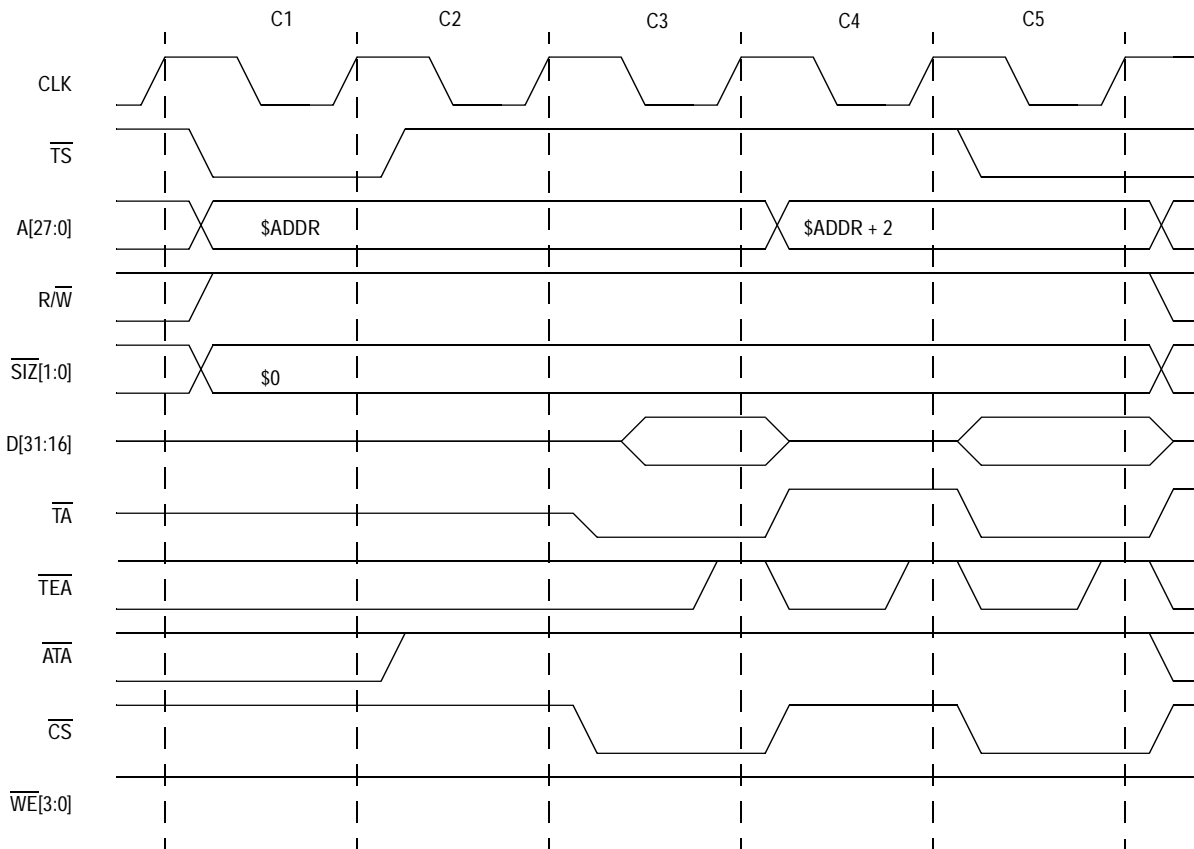 C1 C2 C3 C4 C5
CLK
TS
A[27:0] $ADDR $ADDR + 2
R/W
SIZ[1:0] $0
D[31:16]
TA
TEA
ATA
CS
WE[3:0]